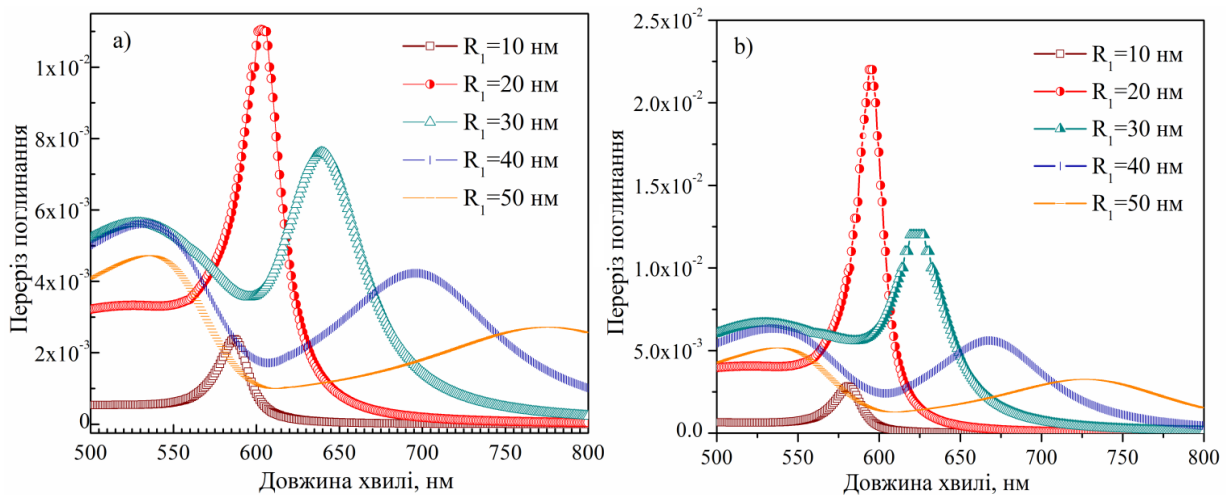 a)
R₁=10 нм
R₁=20 нм
R₁=30 нм
R₁=40 нм
R₁=50 нм
Переріз поглинання
1x10⁻²
8x10⁻³
6x10⁻³
4x10⁻³
2x10⁻³
0
500 550 600 650 700 750 800
Довжина хвилі, нм
b)
R₁=10 нм
R₁=20 нм
R₁=30 нм
R₁=40 нм
R₁=50 нм
Переріз поглинання
2.5x10⁻²
2.0x10⁻²
1.5x10⁻²
1.0x10⁻²
5.0x10⁻³
0.0
500 550 600 650 700 750 800
Довжина хвилі, нм